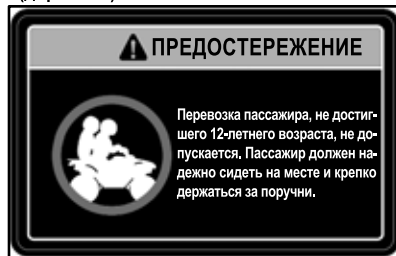 ПРЕДОСТЕРЕЖЕНИЕ
Перевозка пассажира, не достиг-
шего 12-летнего возраста, не до-
пускается. Пассажир должен на-
дежно сидеть на месте и крепко
держаться за поручни.